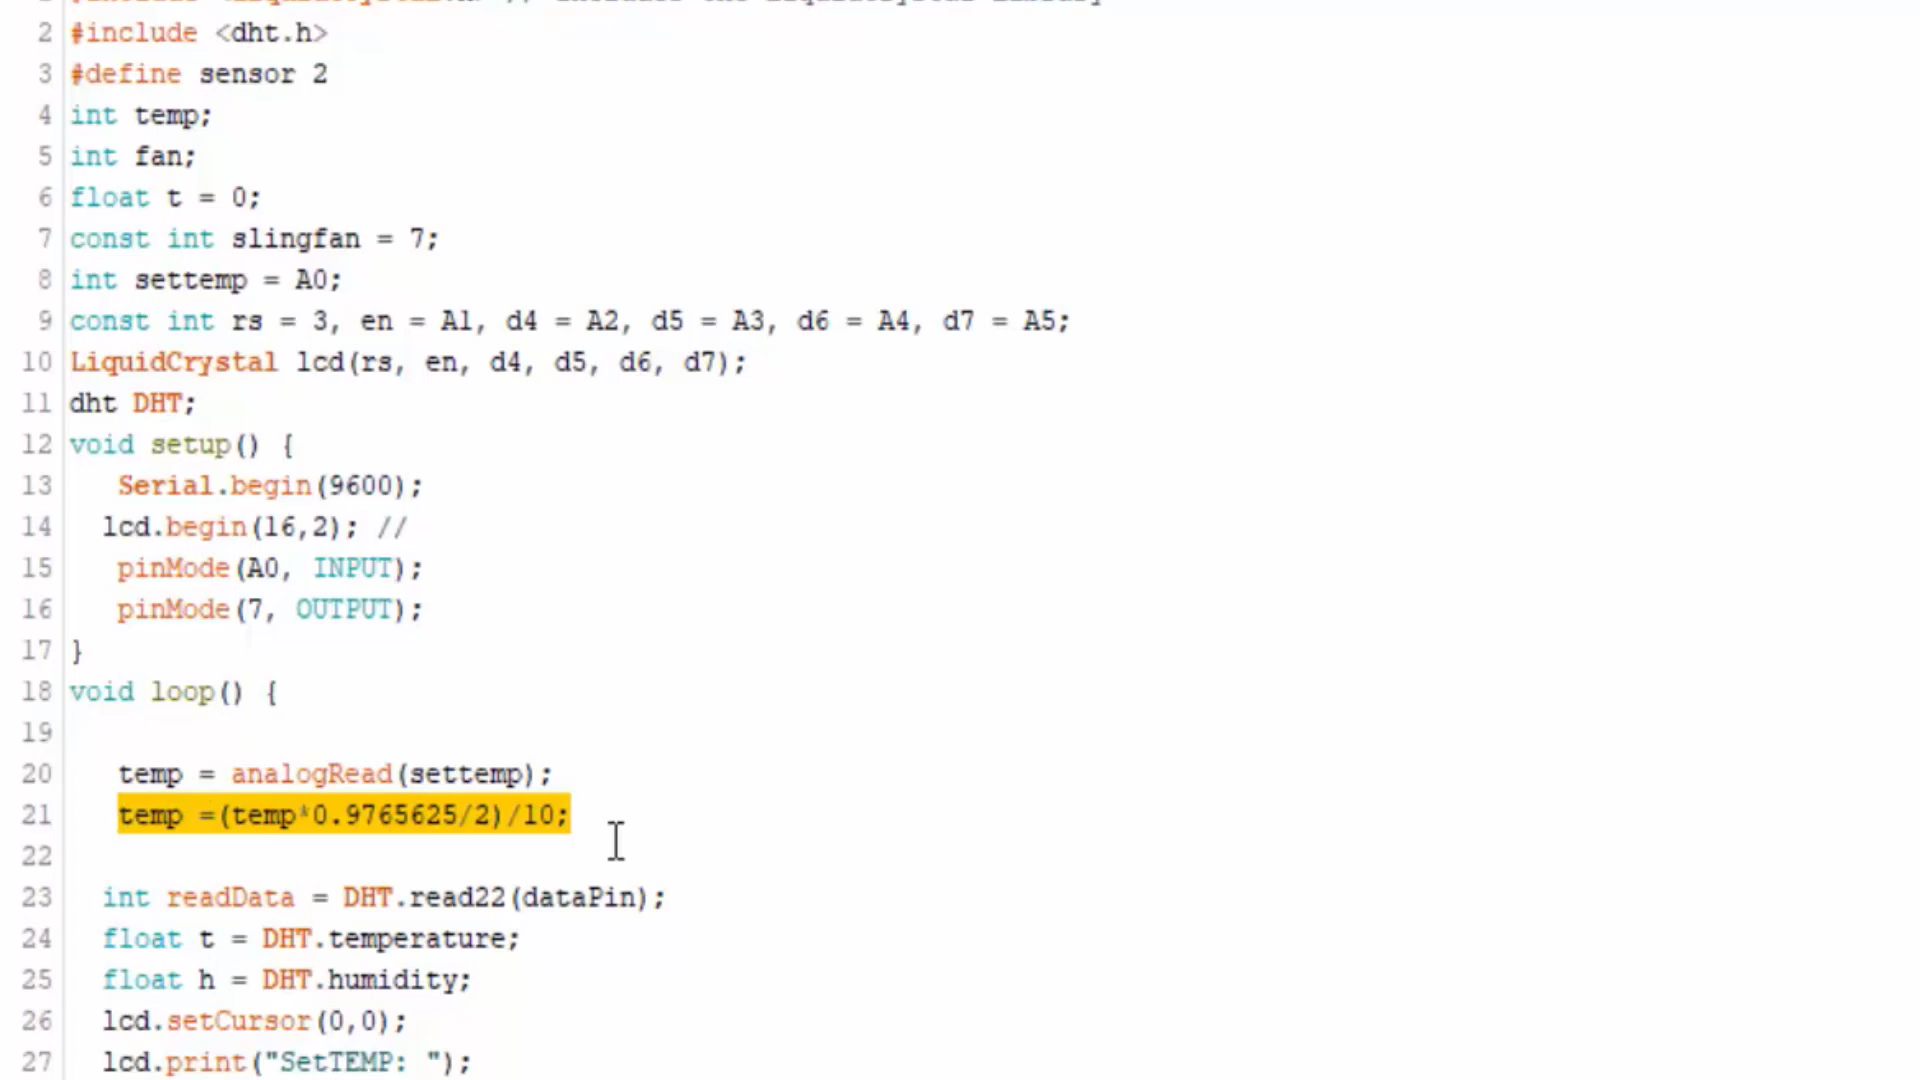 2 #include <dht.h>
3 #define sensor 2
4 int temp;
5 int fan;
6 float t = 0;
7 const int slingfan = 7;
8 int settemp = A0;
9 const int rs = 3, en = A1, d4 = A2, d5 = A3, d6 = A4, d7 = A5;
10 LiquidCrystal lcd(rs, en, d4, d5, d6, d7);
11 dht DHT;
12 void setup() {
13 Serial.begin(9600);
14 lcd.begin(16,2); //
15 pinMode(A0, INPUT);
16 pinMode(7, OUTPUT);
17 }
18 void loop() {
19
20 temp = analogRead(settemp);
21 temp =(temp*0.9765625/2)/10;
22
23 int readData = DHT.read22(dataPin);
24 float t = DHT.temperature;
25 float h = DHT.humidity;
26 lcd.setCursor(0,0);
27 lcd.print("SetTEMP: ");